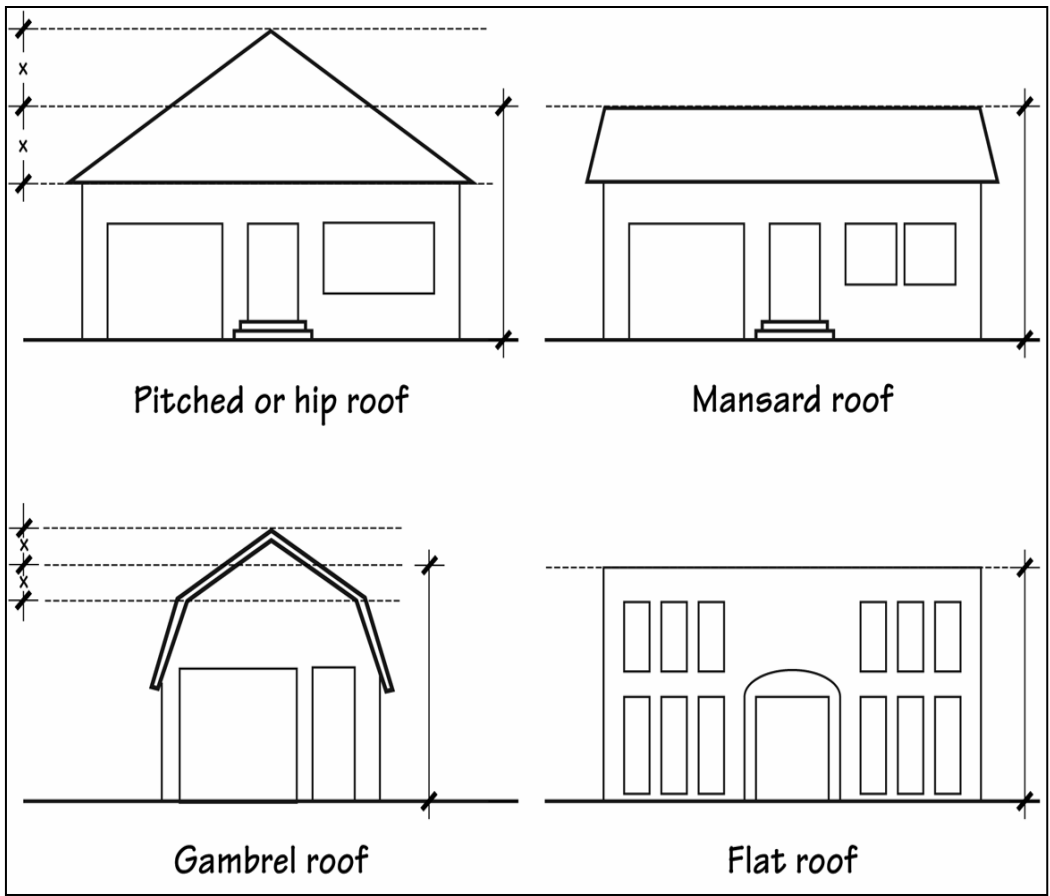 x
x
Pitched or hip roof
Mansard roof
x
x
Gambrel roof
Flat roof